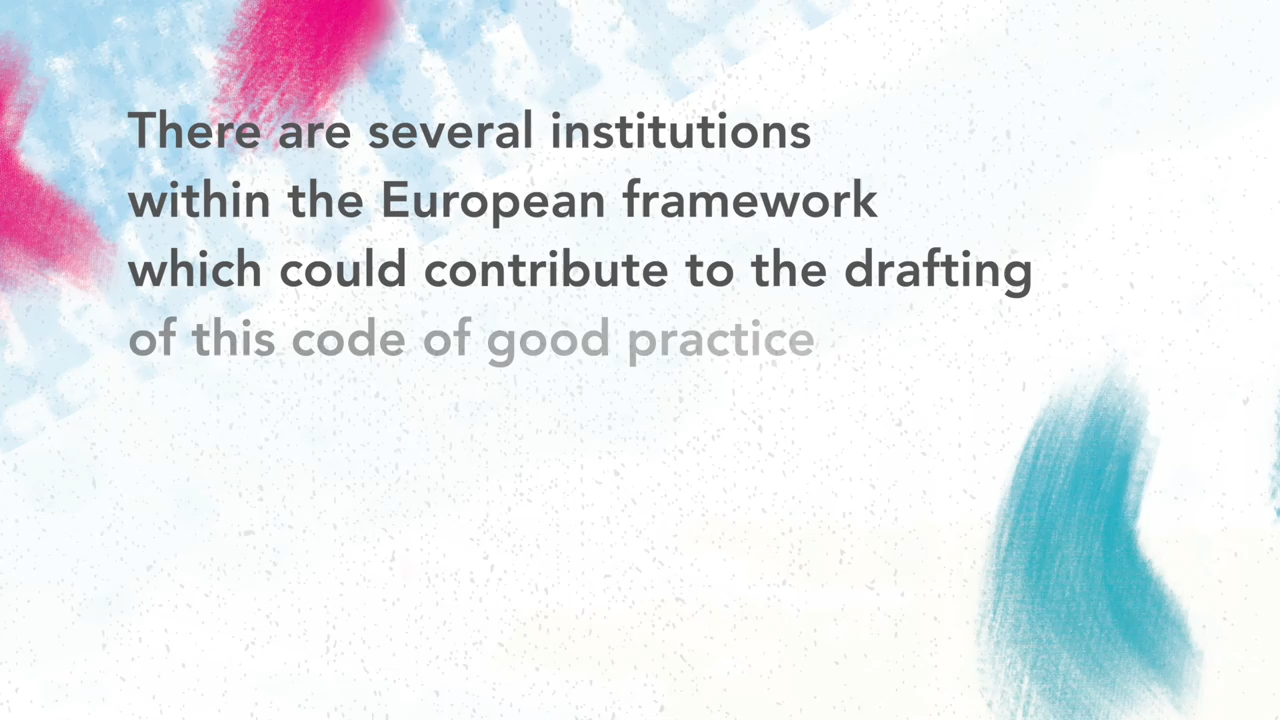 There are several institutions
within the European framework
which could contribute to the drafting
of this code of good practice